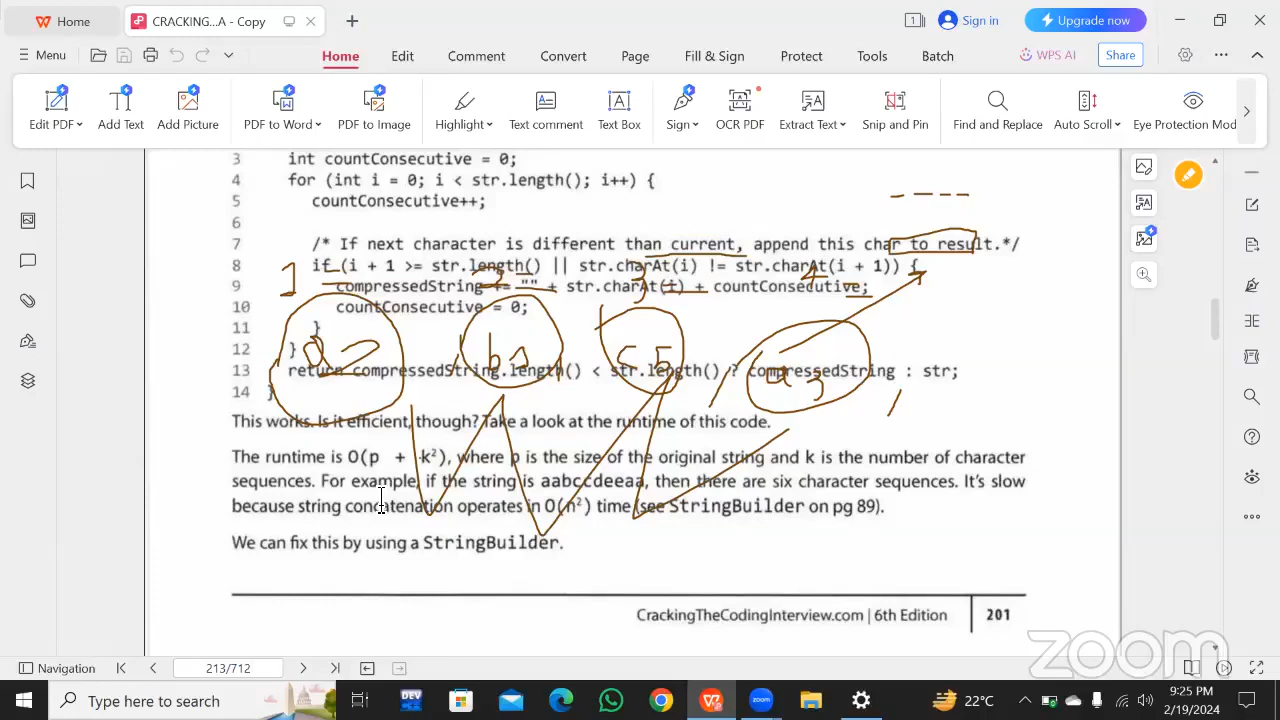 Home
CRACKING...A - Copy
1
Sign in
Upgrade now
Menu
Home
Edit
Comment
Convert
Page
Fill & Sign
Protect
Tools
Batch
WPS AI
Share
Edit PDF
Add Text
Add Picture
PDF to Word
PDF to Image
Highlight
Text comment
Text Box
Sign
OCR PDF
Extract Text
Snip and Pin
Find and Replace
Auto Scroll
Eye Protection Mod
3 int countConsecutive = 0;
4 for (int i = 0; i < str.length(); i++) {
5 countConsecutive++;
6
7 /* If next character is different than current, append this char to result.*/
8 if (i + 1 >= str.length() || str.charAt(i) != str.charAt(i + 1)) {
1 2 3 4
9 compressedString += "" + str.charAt(i) + countConsecutive;
10 countConsecutive = 0;
11 }
12 }
a2 c5 a3
13 return compressedString.length() < str.length() ? compressedString : str;
14 }
This works. Is it efficient, though? Take a look at the runtime of this code.
The runtime is O(p + k²), where p is the size of the original string and k is the number of character
sequences. For example, if the string is aabccdeeaa, then there are six character sequences. It's slow
because string concatenation operates in O(n²) time (see StringBuilder on pg 89).
We can fix this by using a StringBuilder.
CrackingTheCodingInterview.com | 6th Edition 201
zoom
Navigation
213/712
Type here to search
DEV
22°C
9:25 PM
2/19/2024